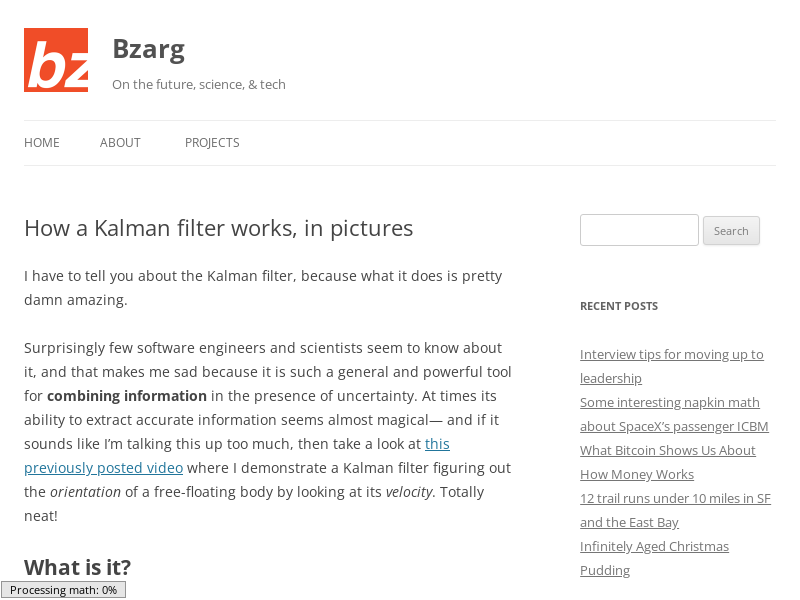 bz
Bzarg
On the future, science, & tech
HOME ABOUT PROJECTS
How a Kalman filter works, in pictures
I have to tell you about the Kalman filter, because what it does is pretty
damn amazing.
Surprisingly few software engineers and scientists seem to know about
it, and that makes me sad because it is such a general and powerful tool
for combining information in the presence of uncertainty. At times its
ability to extract accurate information seems almost magical— and if it
sounds like I'm talking this up too much, then take a look at this
previously posted video where I demonstrate a Kalman filter figuring out
the orientation of a free-floating body by looking at its velocity. Totally
neat!
What is it?
Search
RECENT POSTS
Interview tips for moving up to
leadership
Some interesting napkin math
about SpaceX's passenger ICBM
What Bitcoin Shows Us About
How Money Works
12 trail runs under 10 miles in SF
and the East Bay
Infinitely Aged Christmas
Pudding
Processing math: 0%